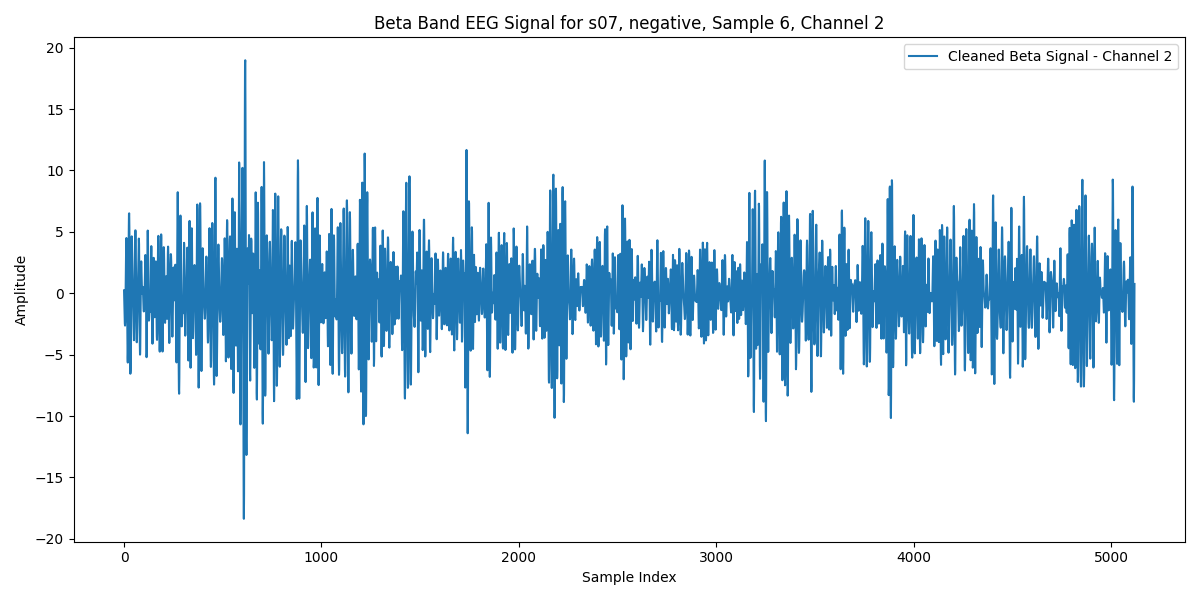 Beta Band EEG Signal for s07, negative, Sample 6, Channel 2
Cleaned Beta Signal - Channel 2
20
15
10
5
0
−5
−10
−15
−20
Amplitude
0 1000 2000 3000 4000 5000
Sample Index